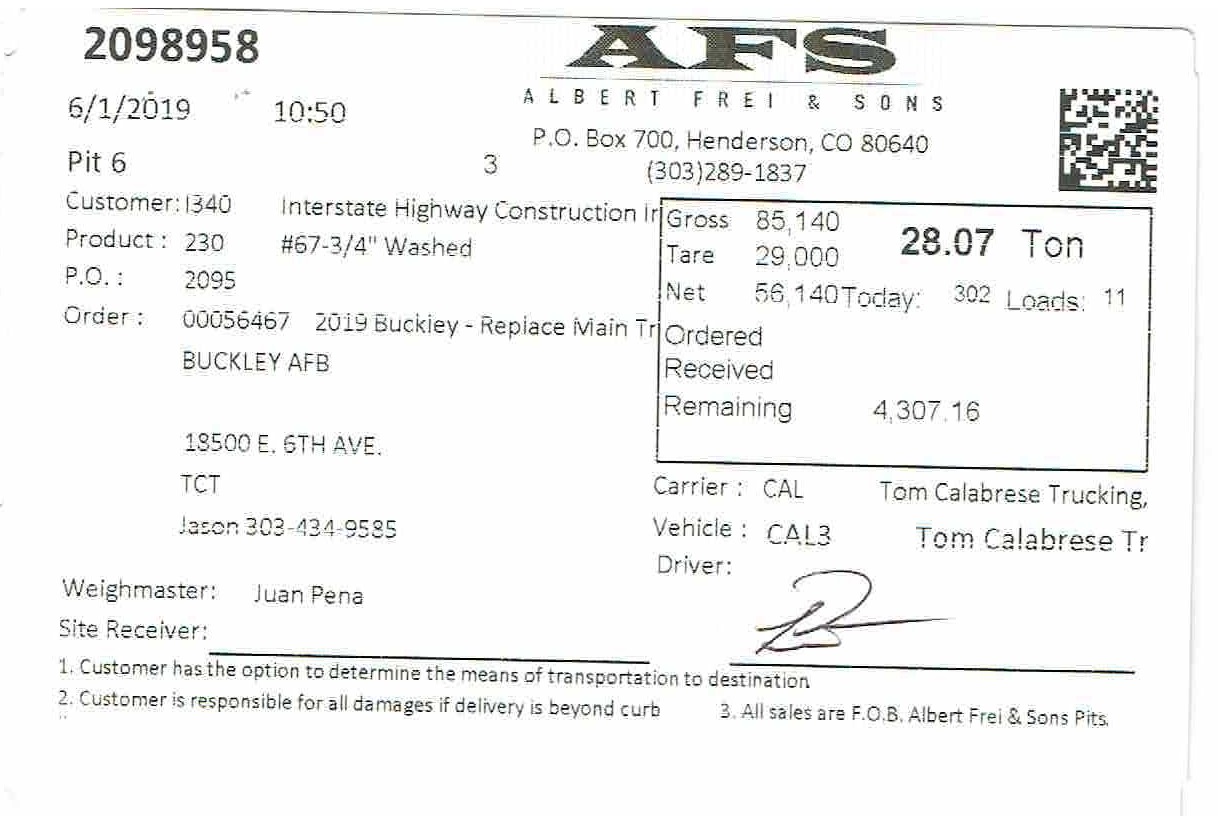 2098958
AFS
ALBERT FREI & SONS
6/1/2019 10:50
P.O. Box 700, Henderson, CO 80640
Pit 6 3
(303)289-1837
Customer: I340 Interstate Highway Construction In
Product : 230 #67-3/4" Washed
P.O. : 2095
Order : 00056467 2019 Buckley - Replace Main Tr
BUCKLEY AFB
18500 E. 6TH AVE.
TCT
Jason 303-434-9585
Gross 85,140
28.07 Ton
Tare 29,000
Net 56,140 Today: 302 Loads: 11
Ordered
Received
Remaining 4,307.16
Carrier : CAL Tom Calabrese Trucking,
Vehicle : CAL3 Tom Calabrese Tr
Driver:
Weighmaster: Juan Pena
Site Receiver:
1. Customer has the option to determine the means of transportation to destination
2. Customer is responsible for all damages if delivery is beyond curb
3. All sales are F.O.B. Albert Frei & Sons Pits.